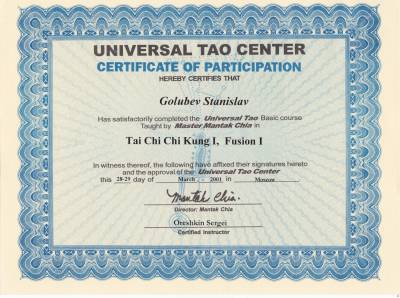 UNIVERSAL TAO CENTER
CERTIFICATE OF PARTICIPATION
HEREBY CERTIFIES THAT
Golubev Stanislav
Has satisfactorily completed the Universal Tao Basic course
Taught by Master Mantak Chia in
Tai Chi Chi Kung I, Fusion I
In witness thereof, the following have affixed their signatures hereto
and the approval of the Universal Tao Center
this 28-29 day of March - 2001 in Moscow
Mantak Chia.
Director: Mantak Chia
Oreshkin Sergei
Certified Instructor